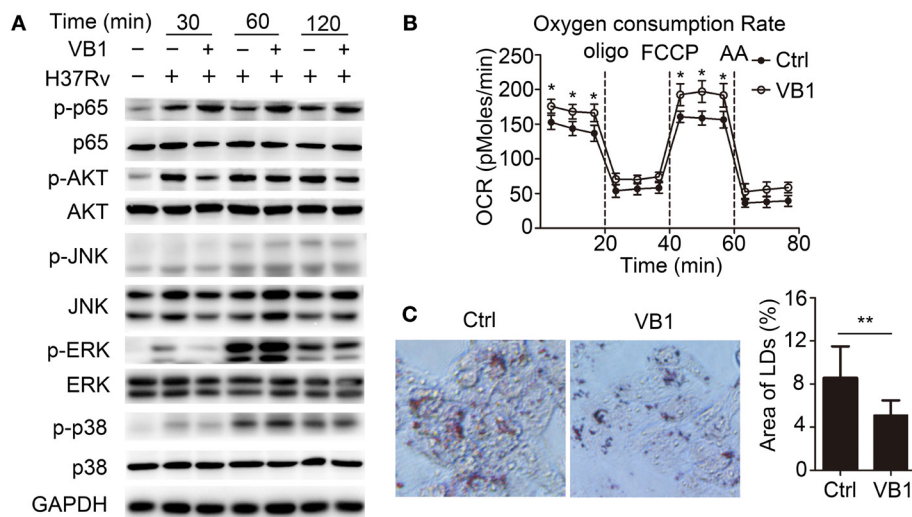 A
Time (min) 30 60 120
VB1 – – + – + – +
H37Rv – + + + + + +
p-p65
p65
p-AKT
AKT
p-JNK
JNK
p-ERK
ERK
p-p38
p38
GAPDH
B
Oxygen consumption Rate
oligo FCCP AA
Ctrl
VB1
OCR (pMoles/min)
250
200
150
100
50
0
* * * * * *
0 20 40 60 80
Time (min)
C
Ctrl VB1
Area of LDs (%)
16
12
8
4
0
**
Ctrl VB1